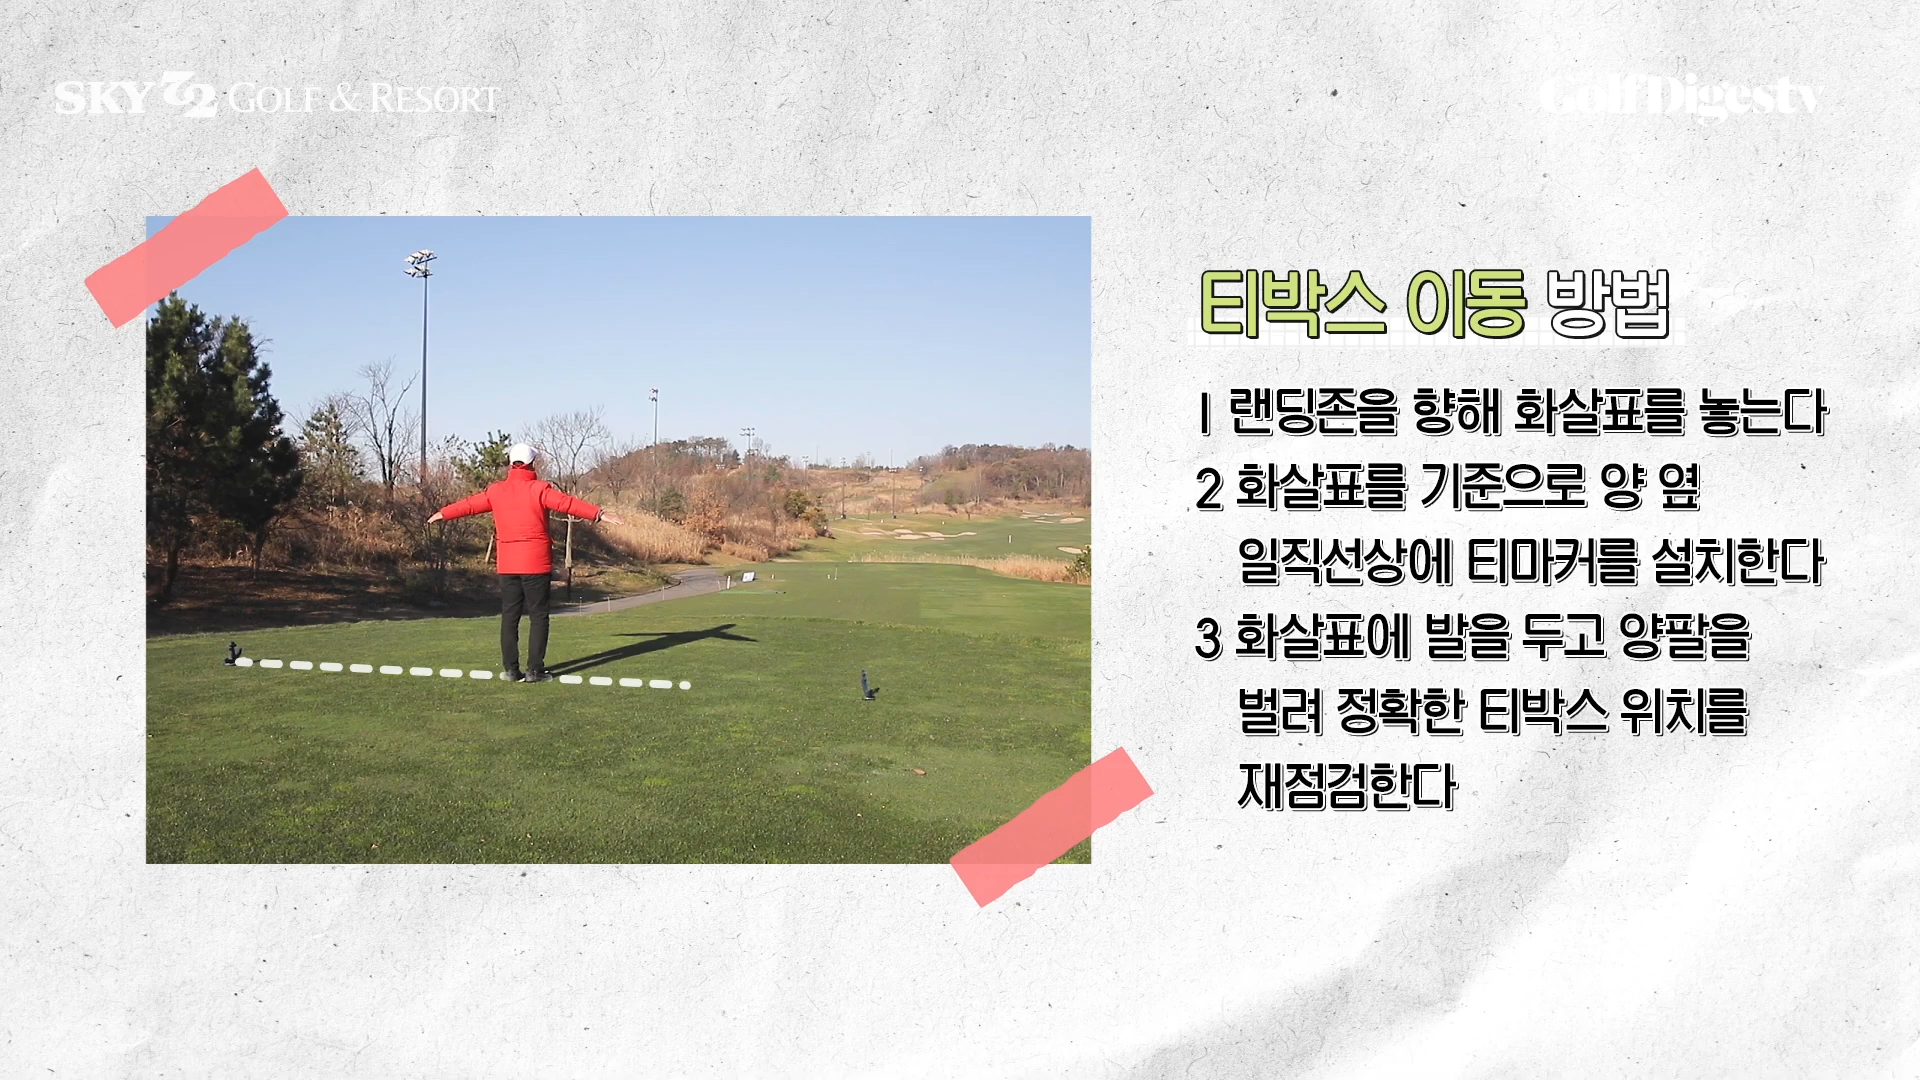 SKY72 GOLF & RESORT
GolfDigestv
티박스 이동 방법
1 랜딩존을 향해 화살표를 놓는다
2 화살표를 기준으로 양 옆
일직선상에 티마커를 설치한다
3 화살표에 발을 두고 양팔을
벌려 정확한 티박스 위치를
재점검한다